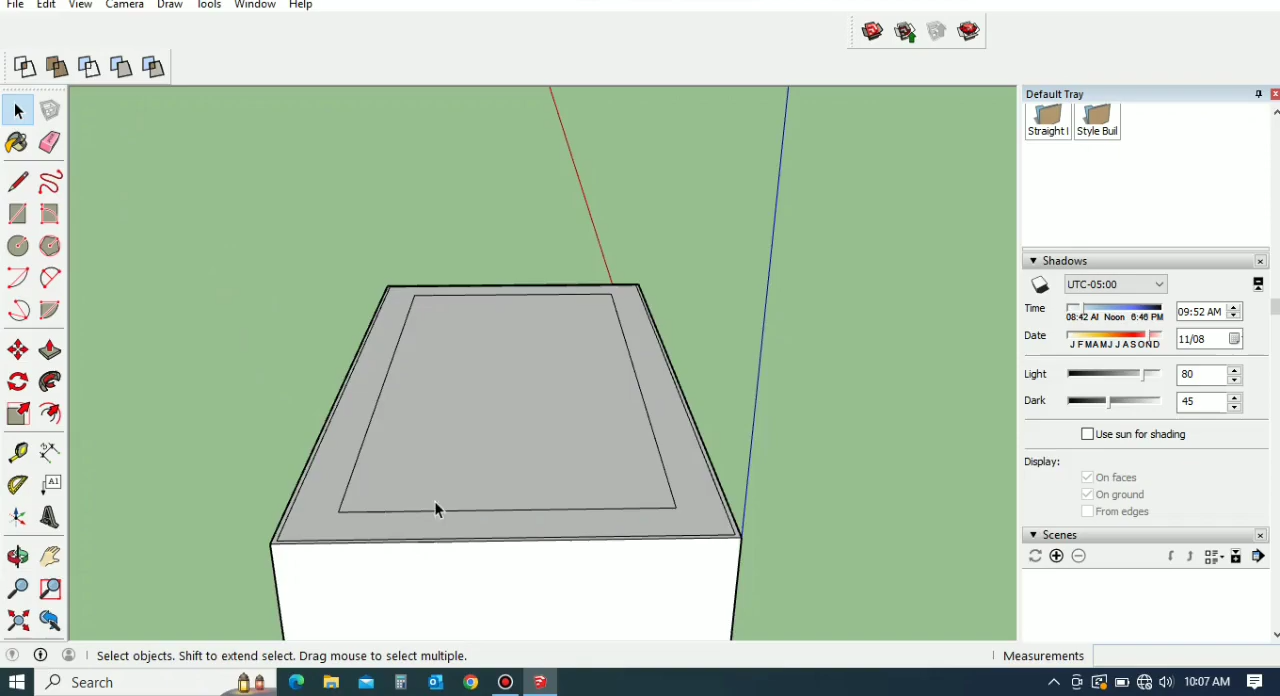 File Edit View Camera Draw Tools Window Help
Default Tray
Straight l Style Buil
Shadows
UTC-05:00
Time 08:42 AI Noon 6:46 PM 09:52 AM
Date J F M A M J J A S O N D 11/08
Light 80
Dark 45
Use sun for shading
Display:
On faces
On ground
From edges
Scenes
A1
Select objects. Shift to extend select. Drag mouse to select multiple. Measurements
Search 10:07 AM